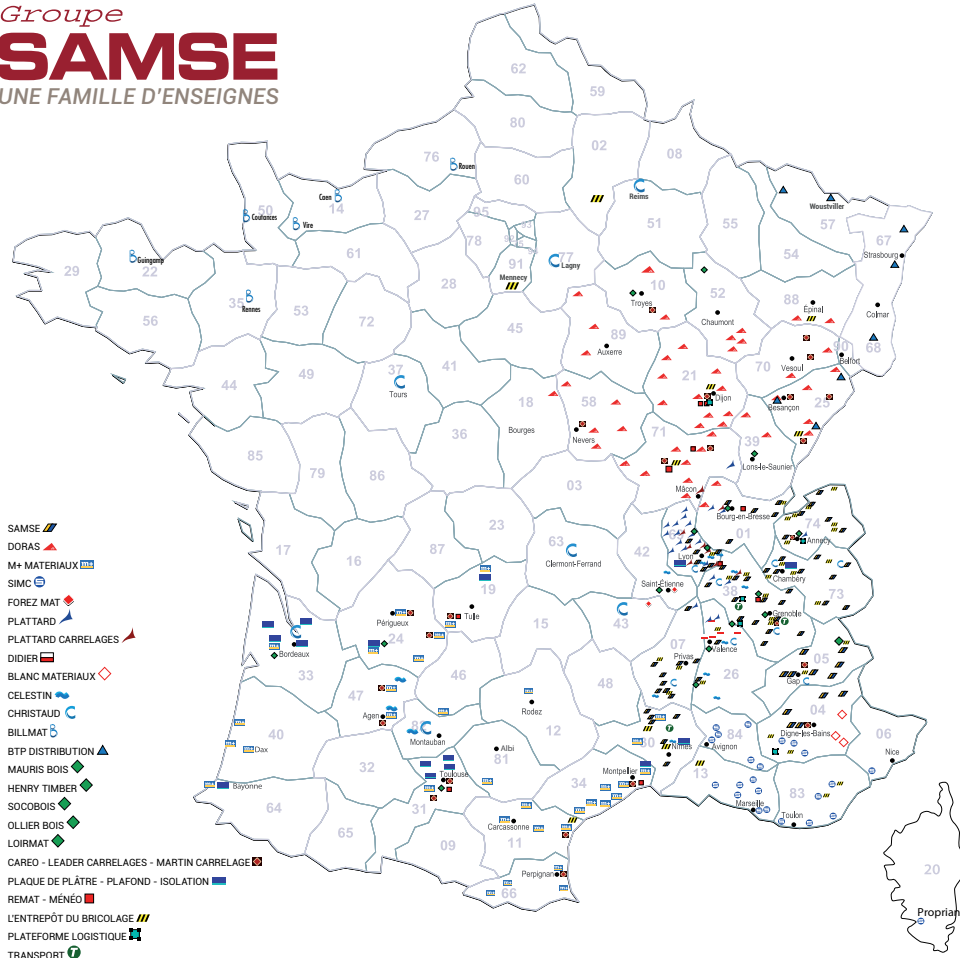 Groupe
SAMSE
UNE FAMILLE D'ENSEIGNES
62
59
80
02
08
76
Rouen
60
Reims
Caen
50
14
Coutances
Vire
27
95
93
51
55
57
Woustviller
67
Strasbourg
78
77
Lagny
91
Mennecy
54
61
29
22
Guingamp
28
10
Troyes
52
Chaumont
88
Épinal
Colmar
35
Rennes
53
56
72
45
89
Auxerre
90
68
Belfort
70
Vesoul
44
49
37
Tours
41
21
Dijon
18
Bourges
58
Nevers
Besançon
25
36
71
39
Lons-le-Saunier
85
79
86
03
Mâcon
Bourg-en-Bresse
01
74
Annecy
17
16
87
23
63
Clermont-Ferrand
42
Lyon
Chambéry
73
Saint-Étienne
38
Grenoble
19
Tulle
Périgueux
24
15
43
07
Privas
Valence
26
05
Gap
Bordeaux
33
46
48
47
Agen
Rodez
12
04
Digne-les-Bains
06
Nice
40
Dax
Montauban
Albi
81
30
Nîmes
84
Avignon
32
Toulouse
Montpellier
34
13
83
Marseille
Toulon
Bayonne
64
65
31
Carcassonne
11
09
Perpignan
66
20
Proprian
SAMSE
DORAS
M+ MATERIAUX
SIMC
FOREZ MAT
PLATTARD
PLATTARD CARRELAGES
DIDIER
BLANC MATERIAUX
CELESTIN
CHRISTAUD
BILLMAT
BTP DISTRIBUTION
MAURIS BOIS
HENRY TIMBER
SOCOBOIS
OLLIER BOIS
LOIRMAT
CAREO - LEADER CARRELAGES - MARTIN CARRELAGE
PLAQUE DE PLÂTRE - PLAFOND - ISOLATION
REMAT - MÉNÉO
L'ENTREPÔT DU BRICOLAGE
PLATEFORME LOGISTIQUE
TRANSPORT